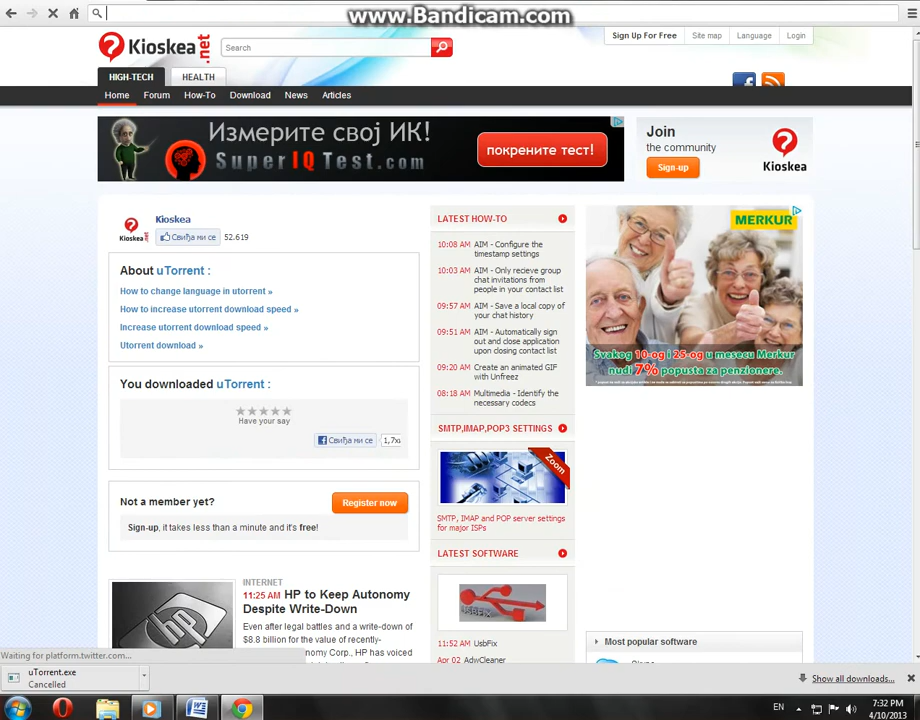 www.Bandicam.com
Kioskea.net
Search
Sign Up For Free
Site map
Language
Login
HIGH-TECH
HEALTH
Home
Forum
How-To
Download
News
Articles
Измерите свој ИК!
SuperIQTest.com
покрените тест!
Join
the community
Sign-up
Kioskea
Kioskea.net
Kioskea
Свиђа ми се
52.619
About uTorrent :
How to change language in utorrent »
How to increase utorrent download speed »
Increase utorrent download speed »
Utorrent download »
You downloaded uTorrent :
Have your say
Свиђа ми се
Not a member yet?
Register now
Sign-up, it takes less than a minute and it's free!
INTERNET
11:25 AM HP to Keep Autonomy
Despite Write-Down
Even after legal battles and a write-down of
$8.8 billion for the value of recently-
Corp., HP has voiced
LATEST HOW-TO
10:08 AM AIM - Configure the
timestamp settings
10:03 AM AIM - Only recieve group
chat invitations from
people in your contact list
09:57 AM AIM - Save a local copy of
your chat history
09:51 AM AIM - Automatically sign
out and close application
upon closing contact list
09:20 AM Create an animated GIF
with Unfreez
08:18 AM Multimedia - Identify the
necessary codecs
SMTP,IMAP,POP3 SETTINGS
Zoom
SMTP, IMAP and POP server settings
for major ISPs
LATEST SOFTWARE
USBFIX
11:52 AM UsbFix
Apr 02 AdwCleaner
MERKUR
Svakog 10-og i 25-og u mesecu Merkur
nudi 7% popusta za penzionere.
Most popular software
Waiting for platform.twitter.com...
uTorrent.exe
Cancelled
Show all downloads...
EN
7:32 PM
4/10/2013